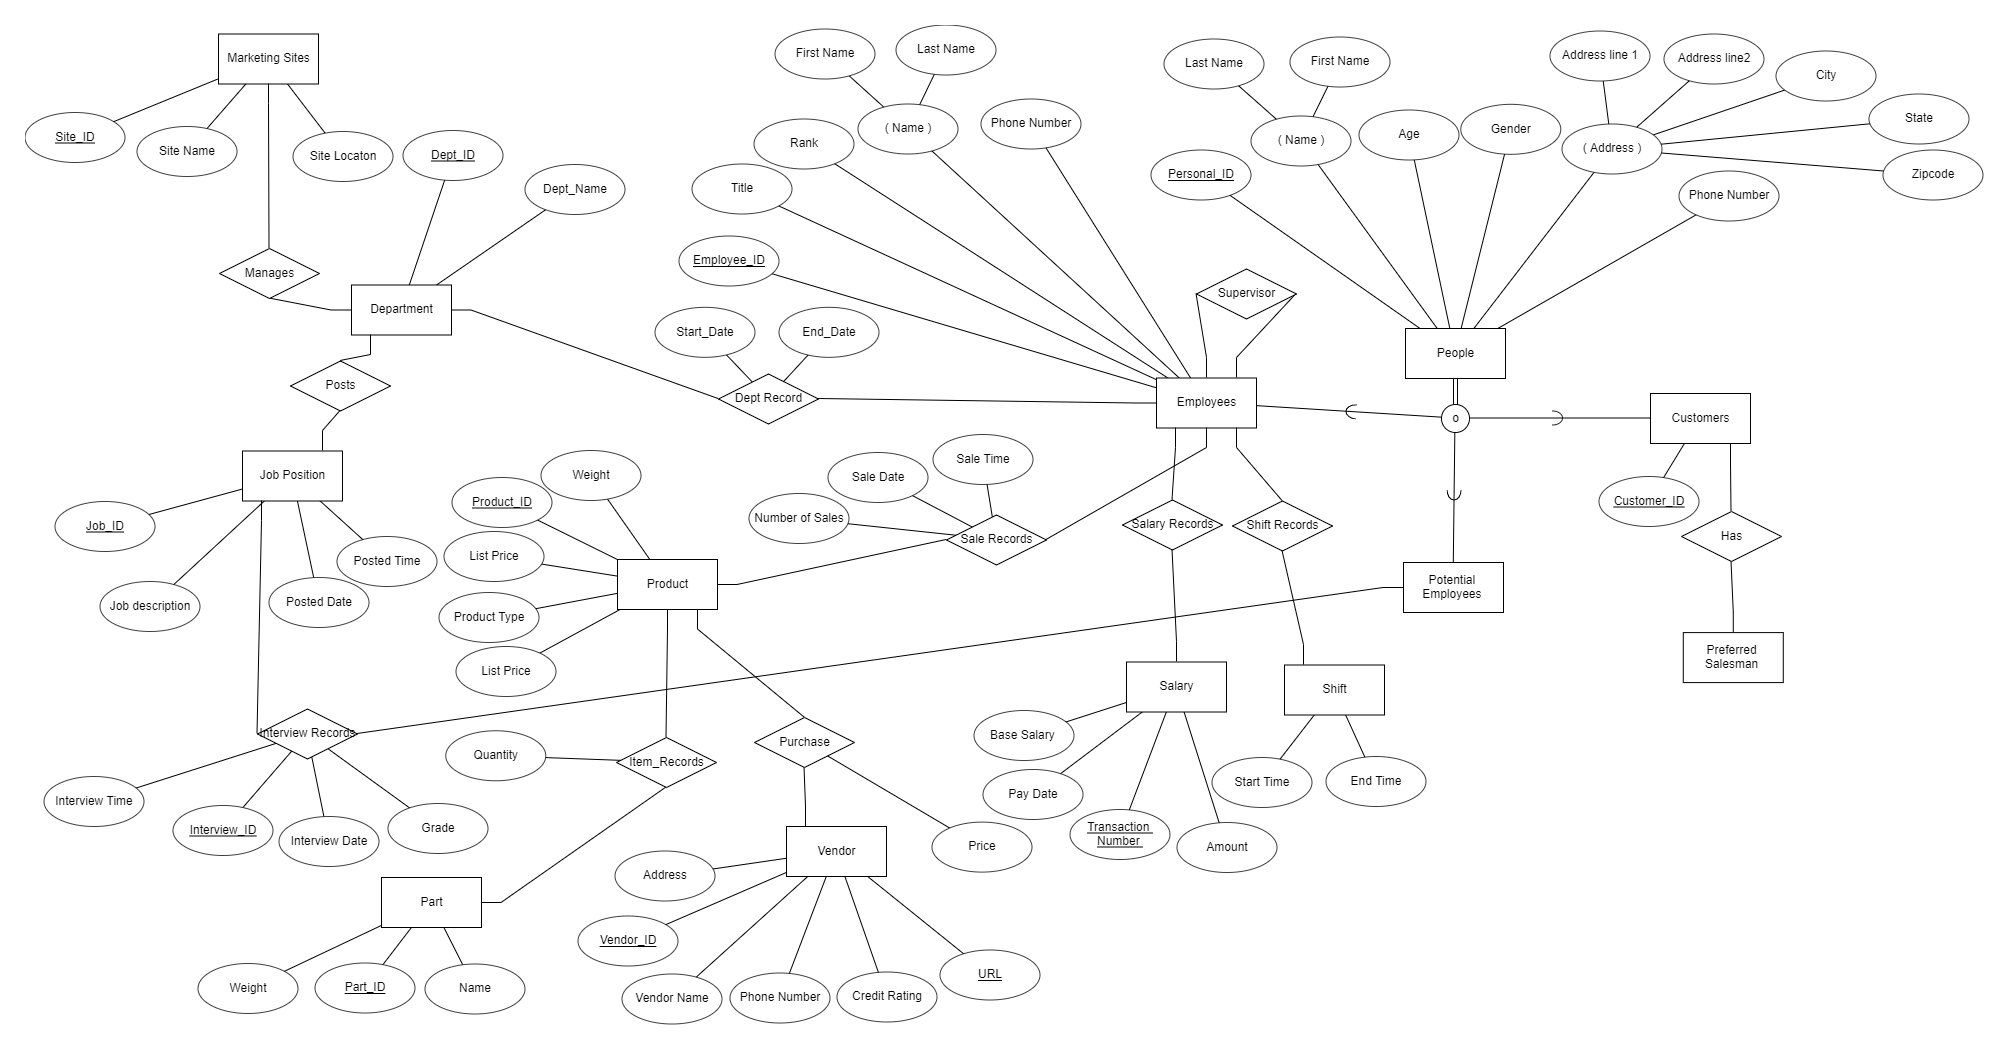 Marketing Sites
Site_ID
Site Name
Site Locaton
Dept_ID
Dept_Name
Manages
Department
Posts
Job Position
Job_ID
Job description
Posted Date
Posted Time
Interview Records
Interview Time
Interview_ID
Interview Date
Grade
First Name
Last Name
( Name )
Phone Number
Rank
Title
Employee_ID
Start_Date
End_Date
Dept Record
Supervisor
Employees
Last Name
First Name
( Name )
Age
Gender
Personal_ID
Address line 1
Address line2
City
State
Zipcode
( Address )
Phone Number
People
o
Customers
Customer_ID
Has
Preferred
Salesman
Potential
Employees
Weight
Product_ID
List Price
Product Type
List Price
Product
Number of Sales
Sale Date
Sale Time
Sale Records
Salary Records
Shift Records
Salary
Base Salary
Pay Date
Transaction
Number
Amount
Shift
Start Time
End Time
Quantity
Item_Records
Purchase
Price
Part
Weight
Part_ID
Name
Vendor
Address
Vendor_ID
Vendor Name
Phone Number
Credit Rating
URL